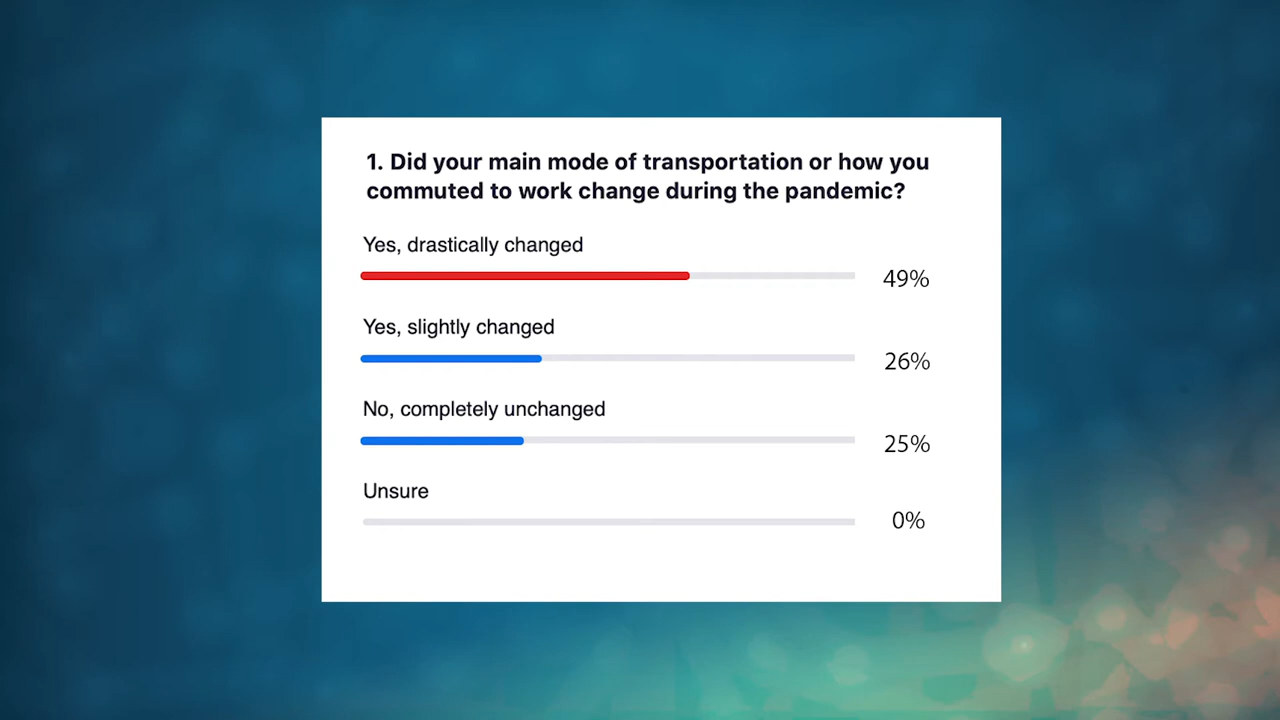 1. Did your main mode of transportation or how you
commuted to work change during the pandemic?
Yes, drastically changed
49%
Yes, slightly changed
26%
No, completely unchanged
25%
Unsure
0%